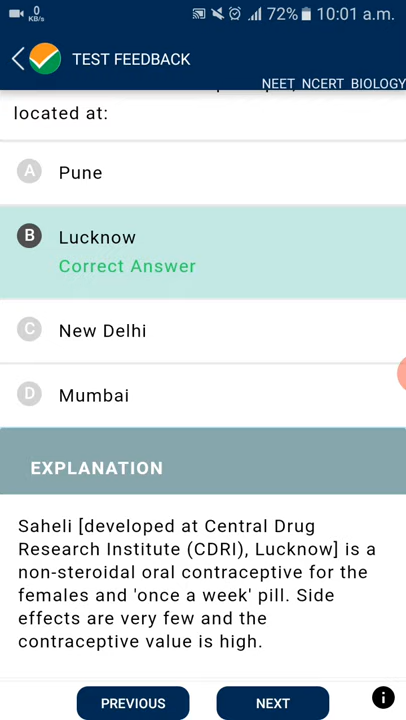 0
KB/s
72% 10:01 a.m.
TEST FEEDBACK
NEET, NCERT BIOLOGY
located at:
A Pune
B Lucknow
Correct Answer
C New Delhi
D Mumbai
EXPLANATION
Saheli [developed at Central Drug
Research Institute (CDRI), Lucknow] is a
non-steroidal oral contraceptive for the
females and 'once a week' pill. Side
effects are very few and the
contraceptive value is high.
PREVIOUS NEXT